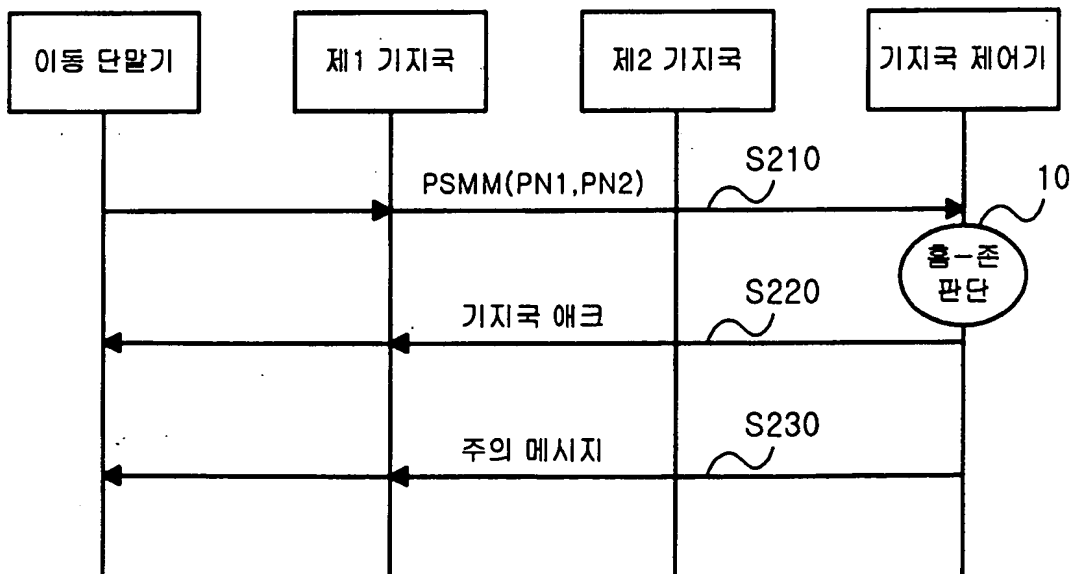 이동 단말기
제1 기지국
제2 기지국
기지국 제어기
PSMM(PN1,PN2)
S210
10
홈-존
판단
기지국 애크
S220
주의 메시지
S230